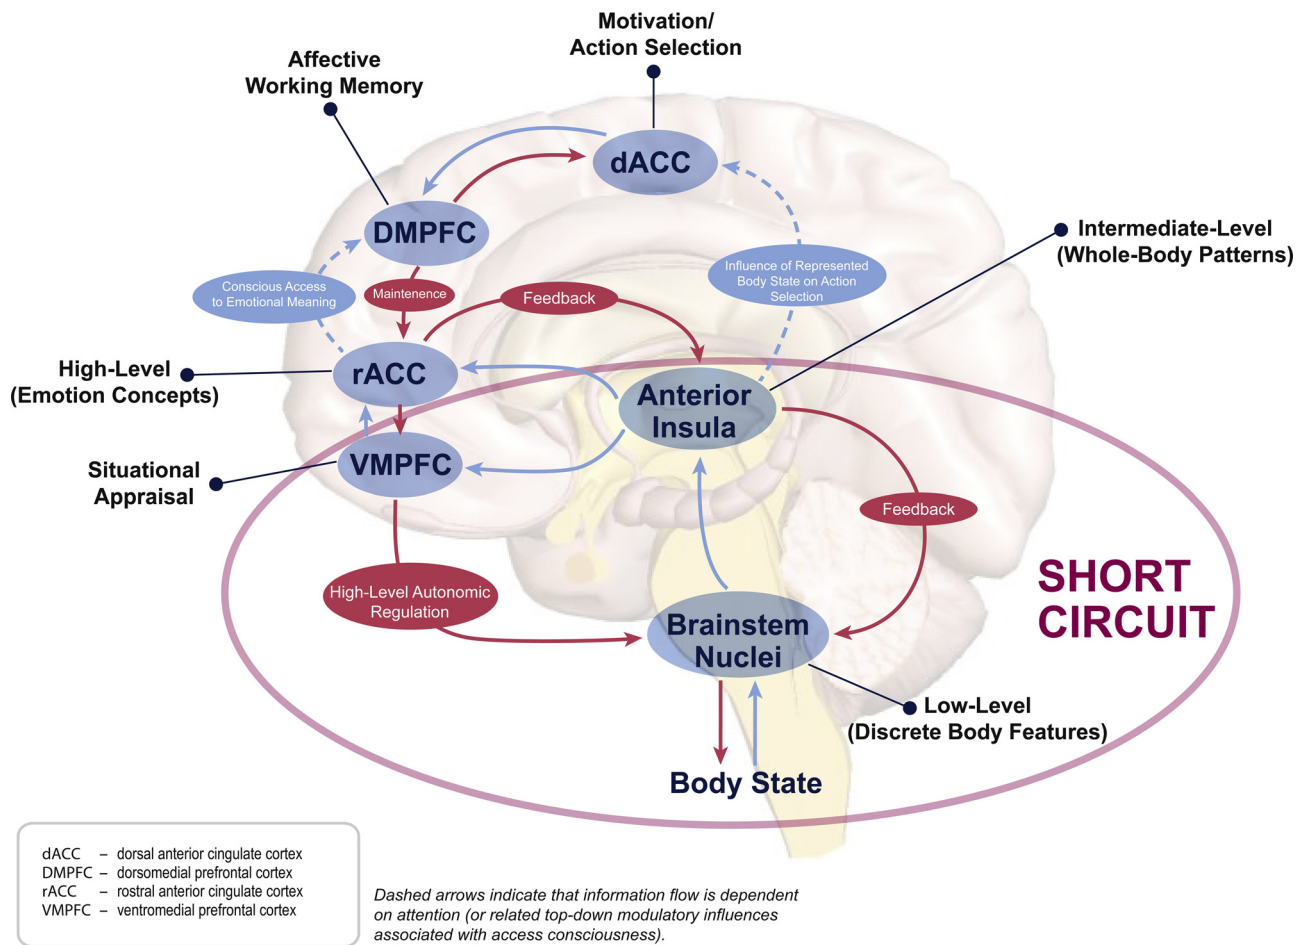 Motivation/
Action Selection
Affective
Working Memory
dACC
DMPFC
Intermediate-Level
(Whole-Body Patterns)
Influence of Represented
Body State on Action
Selection
Conscious Access
to Emotional Meaning
Maintenence
Feedback
High-Level
(Emotion Concepts)
rACC
Anterior
Insula
VMPFC
Situational
Appraisal
Feedback
SHORT
CIRCUIT
High-Level Autonomic
Regulation
Brainstem
Nuclei
Low-Level
(Discrete Body Features)
Body State
dACC – dorsal anterior cingulate cortex
DMPFC – dorsomedial prefrontal cortex
rACC – rostral anterior cingulate cortex
VMPFC – ventromedial prefrontal cortex
Dashed arrows indicate that information flow is dependent
on attention (or related top-down modulatory influences
associated with access consciousness).